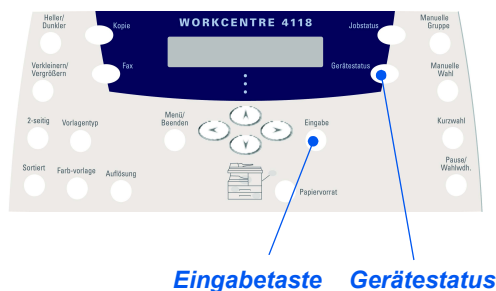 WORKCENTRE 4118
Heller/
Dunkler
Kopie
Jobstatus
Manuelle
Gruppe
Verkleinern/
Vergrößern
Fax
Gerätestatus
Manuelle
Wahl
2-seitig
Vorlagentyp
Menü/
Beenden
Eingabe
Kurzwahl
Sortiert
Farb-vorlage
Auflösung
Papiervorrat
Pause/
Wahlwdh.
Eingabetaste
Gerätestatus